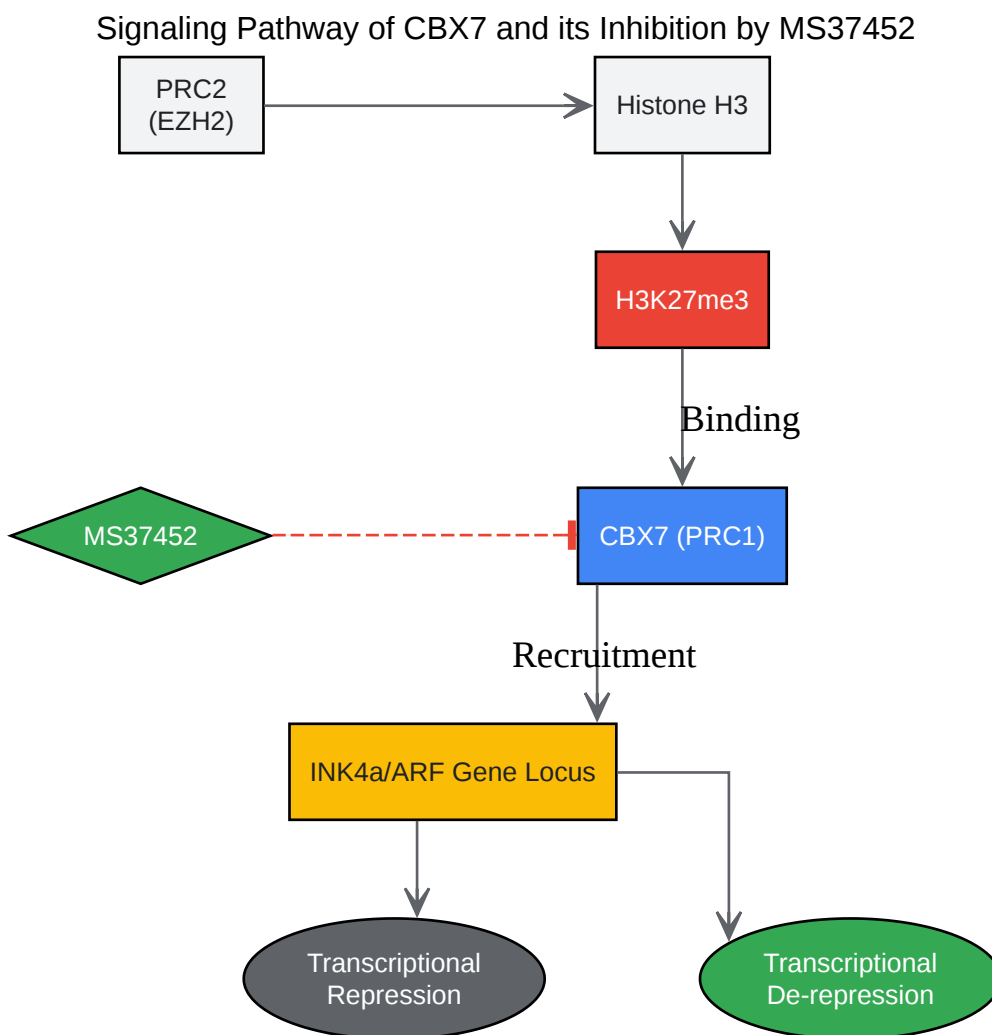 Signaling Pathway of CBX7 and its Inhibition by MS37452
PRC2
(EZH2)
Histone H3
H3K27me3
Binding
MS37452
CBX7 (PRC1)
Recruitment
INK4a/ARF Gene Locus
Transcriptional
Repression
Transcriptional
De-repression